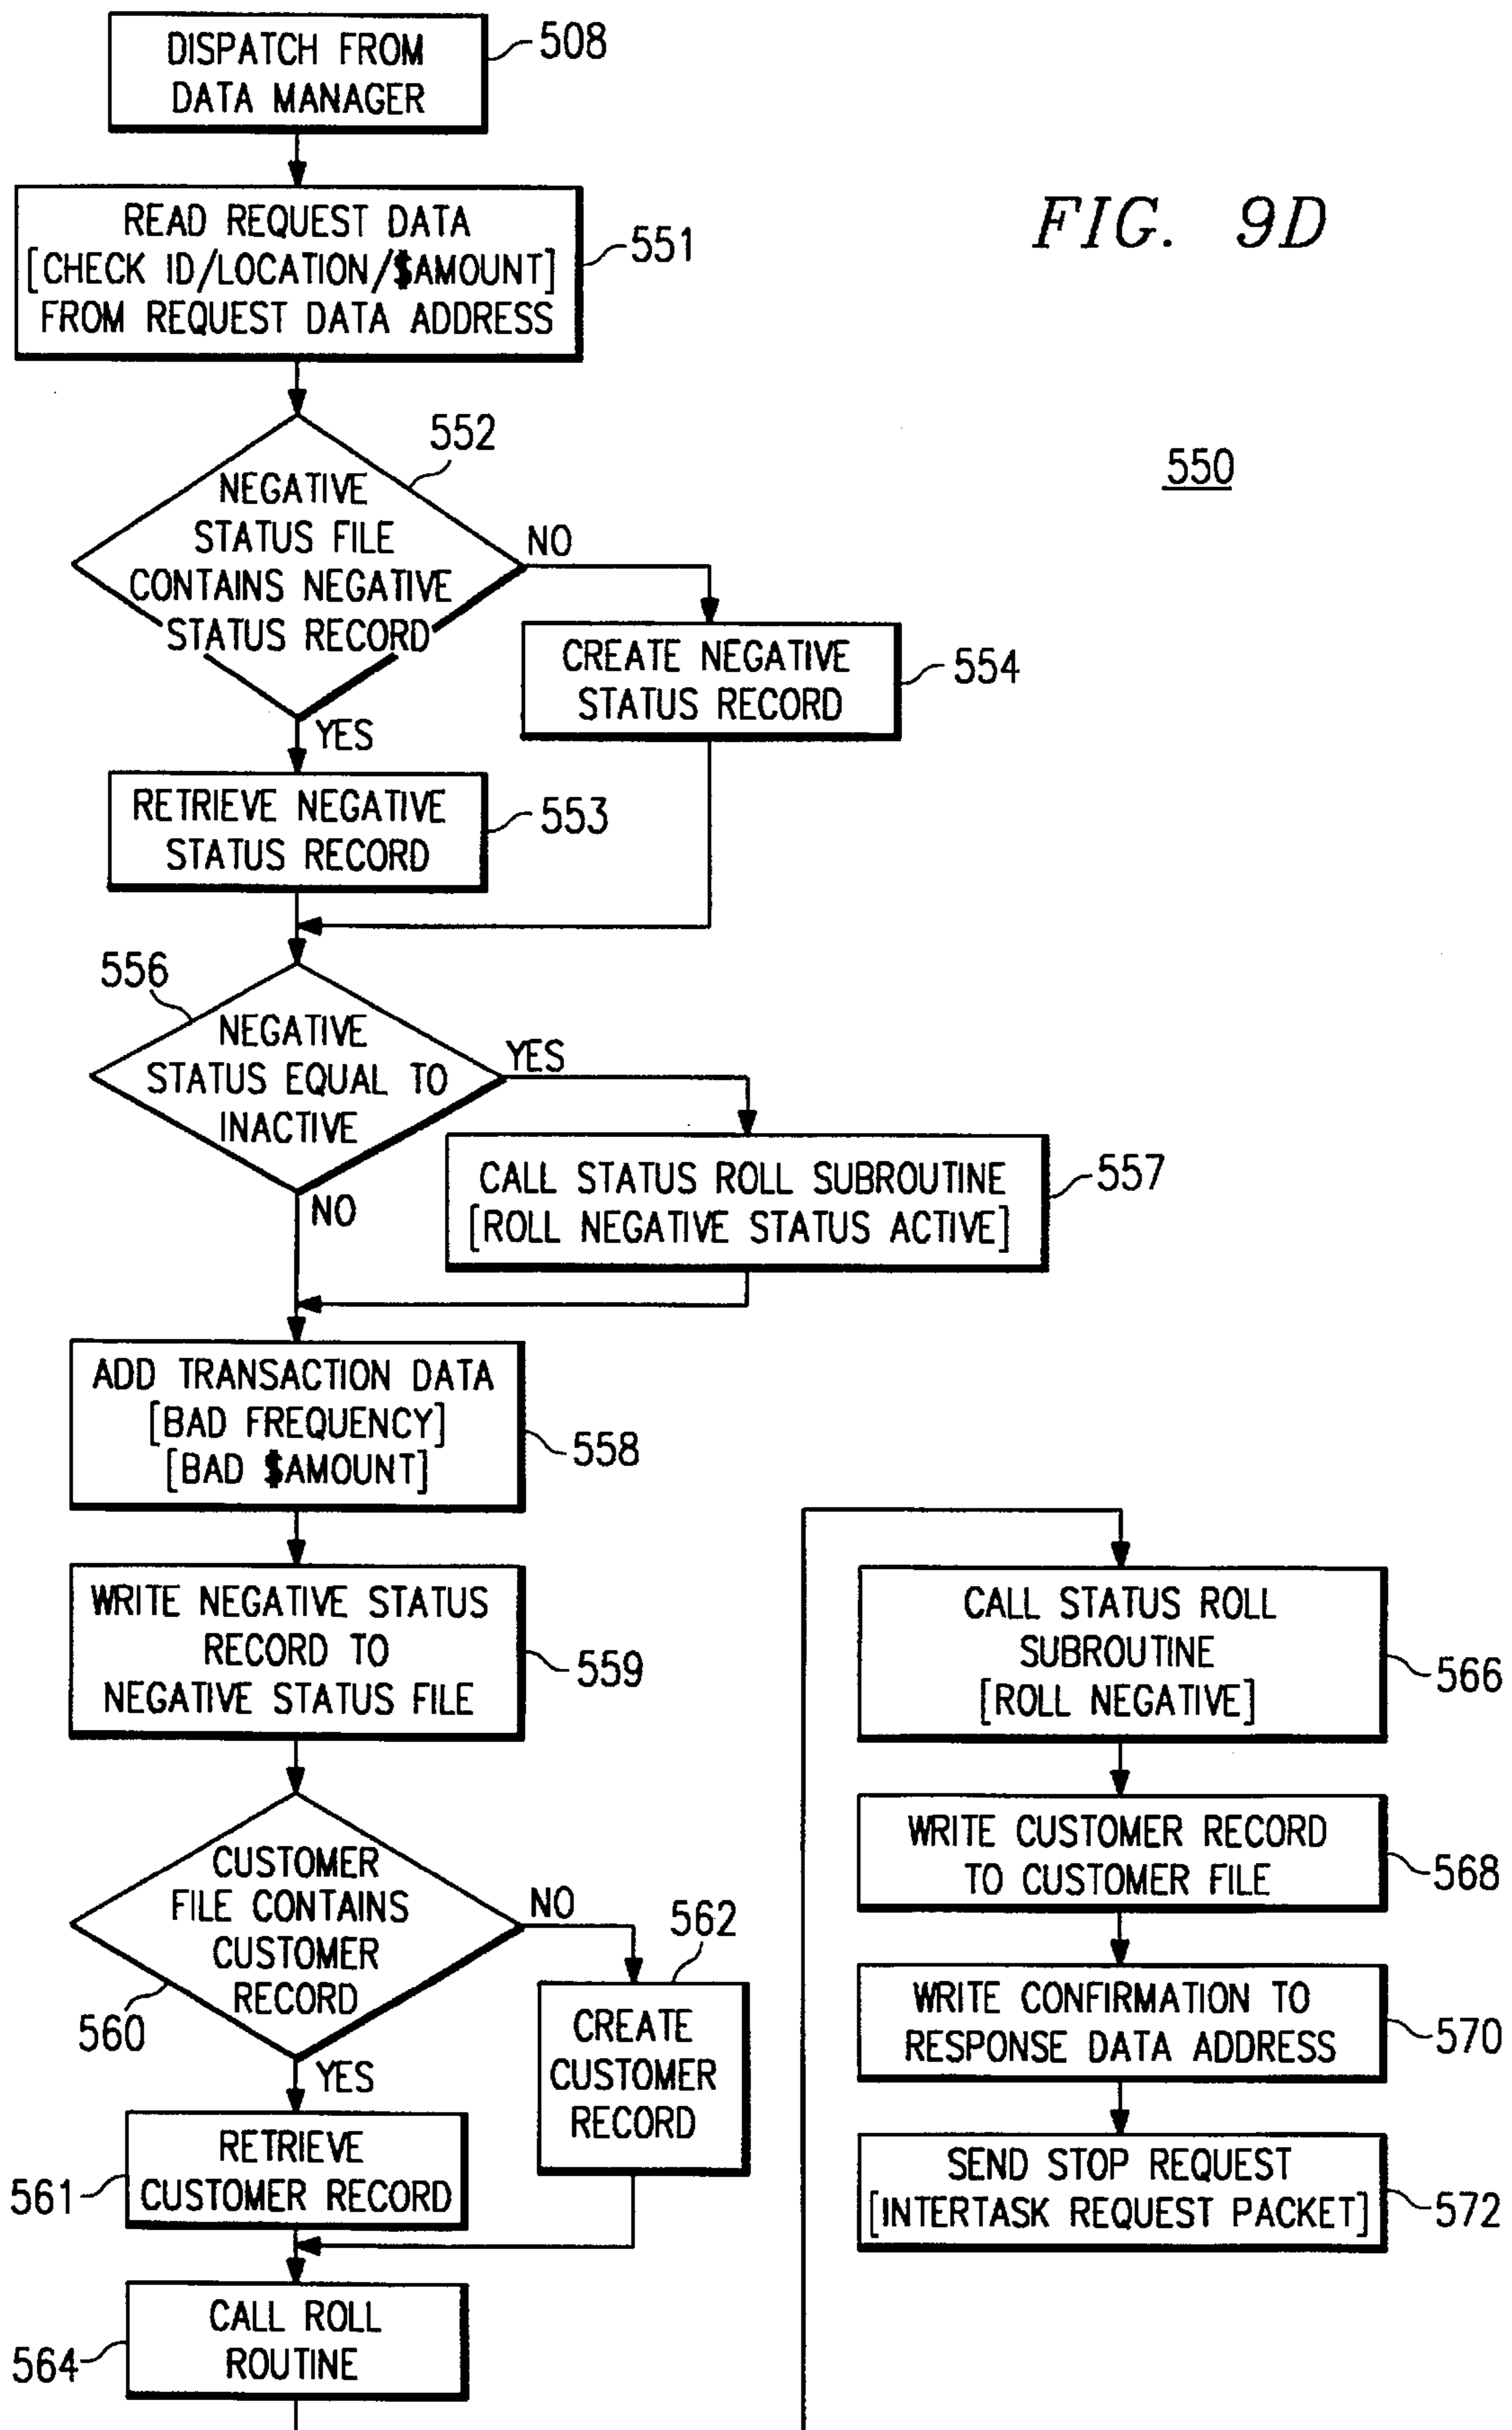 DISPATCH FROM
DATA MANAGER
508
READ REQUEST DATA
[CHECK ID/LOCATION/$AMOUNT]
FROM REQUEST DATA ADDRESS
551
FIG. 9D
550
552
NEGATIVE
STATUS FILE
CONTAINS NEGATIVE
STATUS RECORD
NO
YES
CREATE NEGATIVE
STATUS RECORD
554
RETRIEVE NEGATIVE
STATUS RECORD
553
556
NEGATIVE
STATUS EQUAL TO
INACTIVE
YES
NO
CALL STATUS ROLL SUBROUTINE
[ROLL NEGATIVE STATUS ACTIVE]
557
ADD TRANSACTION DATA
[BAD FREQUENCY]
[BAD $AMOUNT]
558
WRITE NEGATIVE STATUS
RECORD TO
NEGATIVE STATUS FILE
559
CUSTOMER
FILE CONTAINS
CUSTOMER
RECORD
560
NO
YES
562
CREATE
CUSTOMER
RECORD
RETRIEVE
CUSTOMER RECORD
561
CALL ROLL
ROUTINE
564
CALL STATUS ROLL
SUBROUTINE
[ROLL NEGATIVE]
566
WRITE CUSTOMER RECORD
TO CUSTOMER FILE
568
WRITE CONFIRMATION TO
RESPONSE DATA ADDRESS
570
SEND STOP REQUEST
[INTERTASK REQUEST PACKET]
572